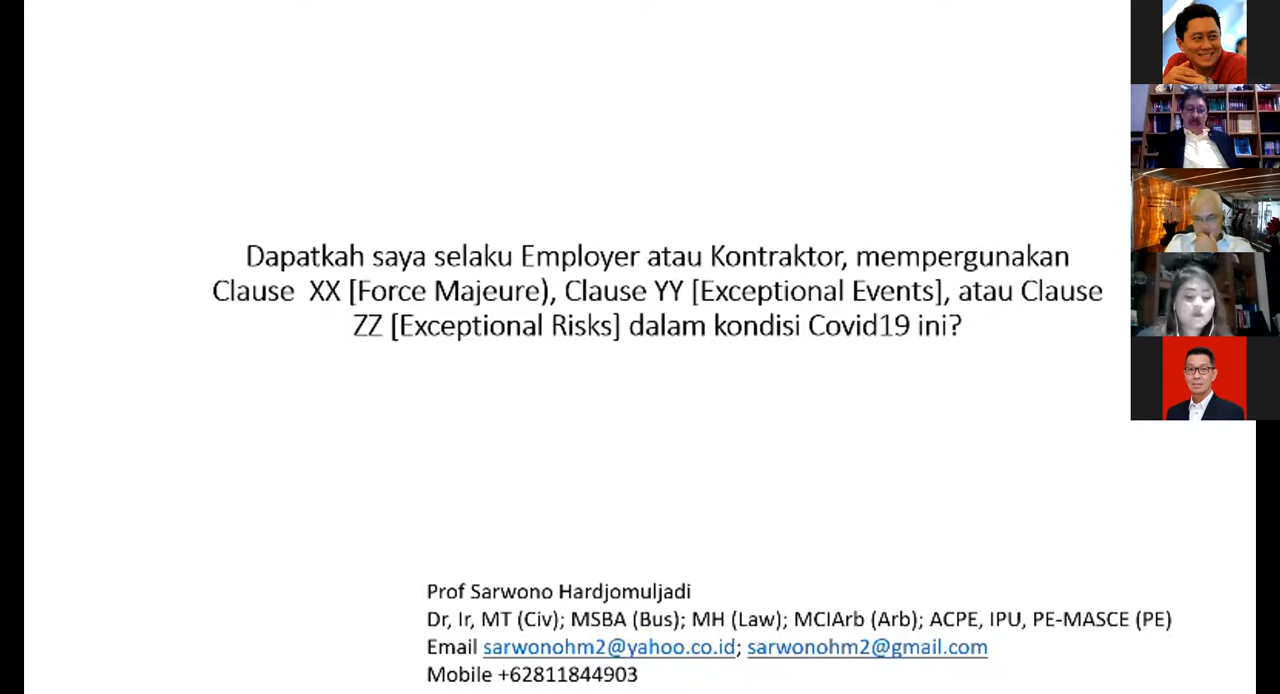 Dapatkah saya selaku Employer atau Kontraktor, mempergunakan
Clause XX [Force Majeure), Clause YY [Exceptional Events], atau Clause
ZZ [Exceptional Risks] dalam kondisi Covid19 ini?
Prof Sarwono Hardjomuljadi
Dr, Ir, MT (Civ); MSBA (Bus); MH (Law); MCIArb (Arb); ACPE, IPU, PE-MASCE (PE)
Email sarwonohm2@yahoo.co.id; sarwonohm2@gmail.com
Mobile +62811844903